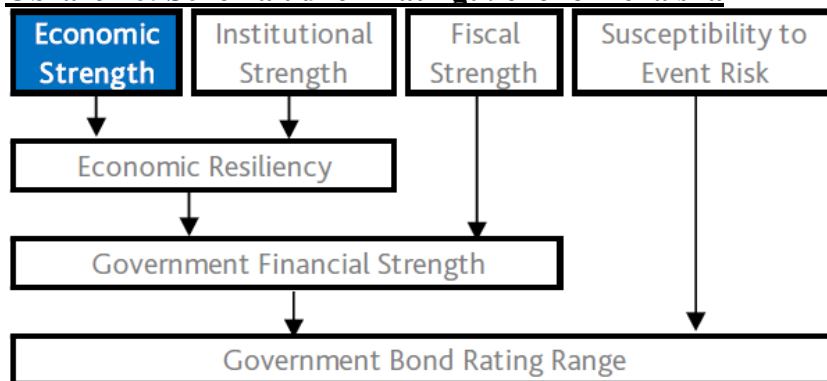 Economic
Strength
Institutional
Strength
Fiscal
Strength
Susceptibility to
Event Risk
Economic Resiliency
Government Financial Strength
Government Bond Rating Range